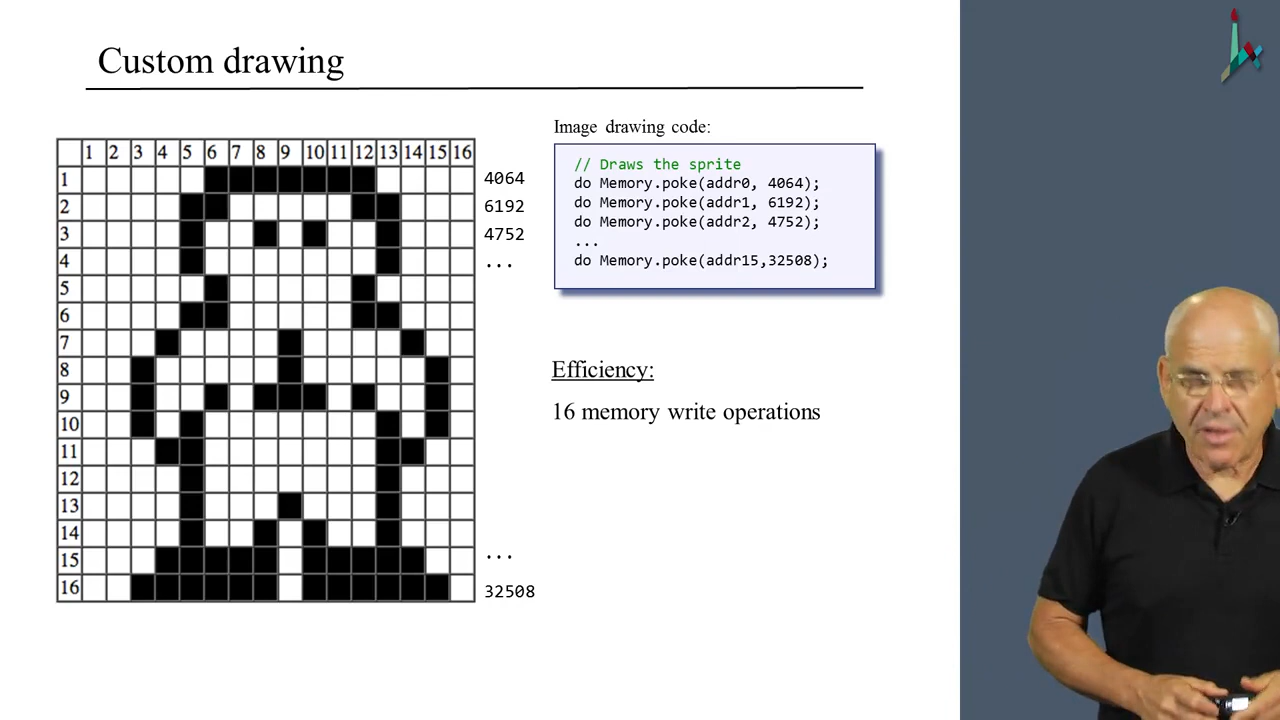 Custom drawing
1 2 3 4 5 6 7 8 9 10 11 12 13 14 15 16
1 4064
2 6192
3 4752
4 ...
5
6
7
8
9
10
11
12
13
14
15 ...
16 32508
Image drawing code:
// Draws the sprite
do Memory.poke(addr0, 4064);
do Memory.poke(addr1, 6192);
do Memory.poke(addr2, 4752);
...
do Memory.poke(addr15,32508);
Efficiency:
16 memory write operations